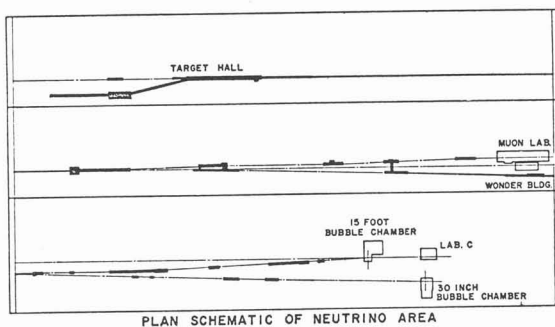 TARGET HALL
MUON LAB.
WONDER BLDG.
15 FOOT
BUBBLE CHAMBER
LAB. C
30 INCH
BUBBLE CHAMBER
PLAN SCHEMATIC OF NEUTRINO AREA